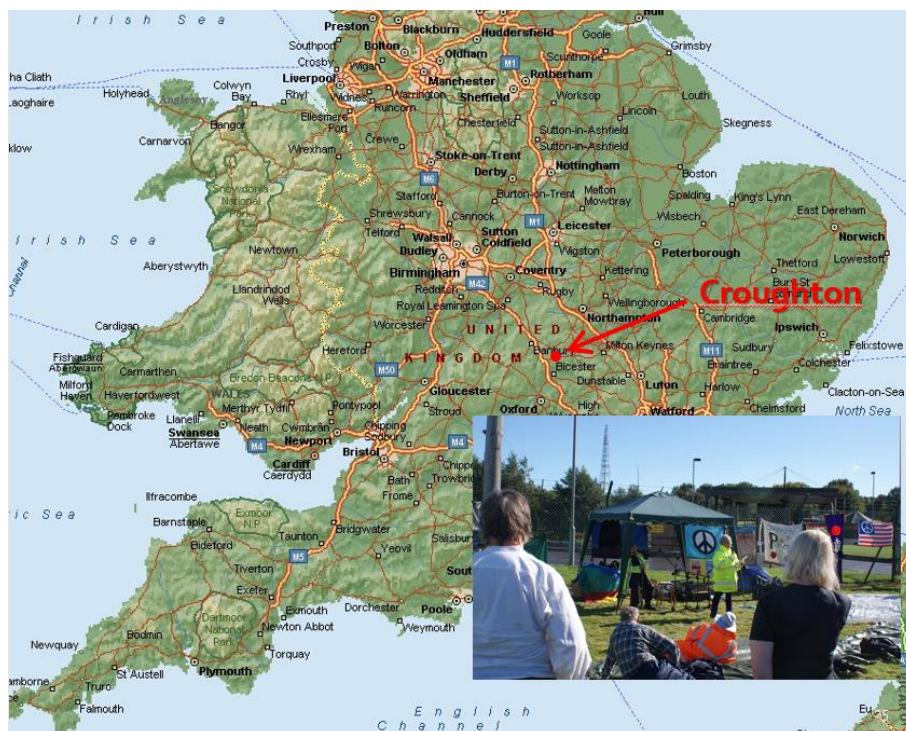 Irish Sea
Preston
Blackburn
Huddersfield
Goole
Hull
Southport
Bolton
Oldham
M1
Scunthorpe
Grimsby
Crosby
Wigan
Manchester
Rotherham
Liverpool
Warrington
Sheffield
Louth
Holyhead
Anglesey
Colwyn
Bay
Rhyl
Widnes
Runcorn
Worksop
Lincoln
Laoghaire
Bangor
Ellesmere
Port
Chesterfield
Skegness
Carnarvon
Crewe
Sutton-in-Ashfield
Sutton-in-Ashfield
Wrexham
Stoke-on-Trent
Nottingham
Boston
Snowdonia
National
Park
M6
Derby
Stafford
Burton-on-Trent
Melton
Mowbray
Spalding
King's Lynn
Shrewsbury
Cannock
M1
Leicester
Wisbech
East Dereham
Telford
Walsall
Sutton
Coldfield
Wigston
Norwich
Irish Sea
Newtown
Dudley
Peterborough
Lowestoft
Aberystwyth
Birmingham
Coventry
Kettering
Thetford
Channel
M42
Rugby
Croughton
Llandrindod
Wells
Redditch
Royal Leamington Spa
Wellingborough
Cambridge
Cardigan
Worcester
UNITED
Northampton
Ipswich
Fishguard
Abergwaun
Hereford
KINGDOM
Banbury
Milton Keynes
M11
Sudbury
Felixstowe
Carmarthen
M50
Bicester
Braintree
Colchester
Milford
Haven
Haverfordwest
Brecon Beacons N.P.
Gloucester
Dunstable
Luton
Harlow
Clacton-on-Sea
WALES
Pembroke
Dock
Llanelli
Merthyr Tydfil
Pontypool
Stroud
Oxford
High
Watford
Chelmsford
North Sea
Swansea
Abertawe
Neath
Cwmbrân
Newport
Chipping
Sodbury
M4
Cardiff
Caerdydd
Bristol
M4
Bath
Frome
Ilfracombe
Exmoor
N.P.
Barnstaple
Bridgwater
Bideford
Taunton
Yeovil
Tiverton
M5
Exeter
Dorchester
Poole
Exmouth
Weymouth
Dartmoor
National
Park
Newton Abbot
Newquay
Bodmin
Torquay
Plymouth
St Austell
Truro
Falmouth
English
Channel